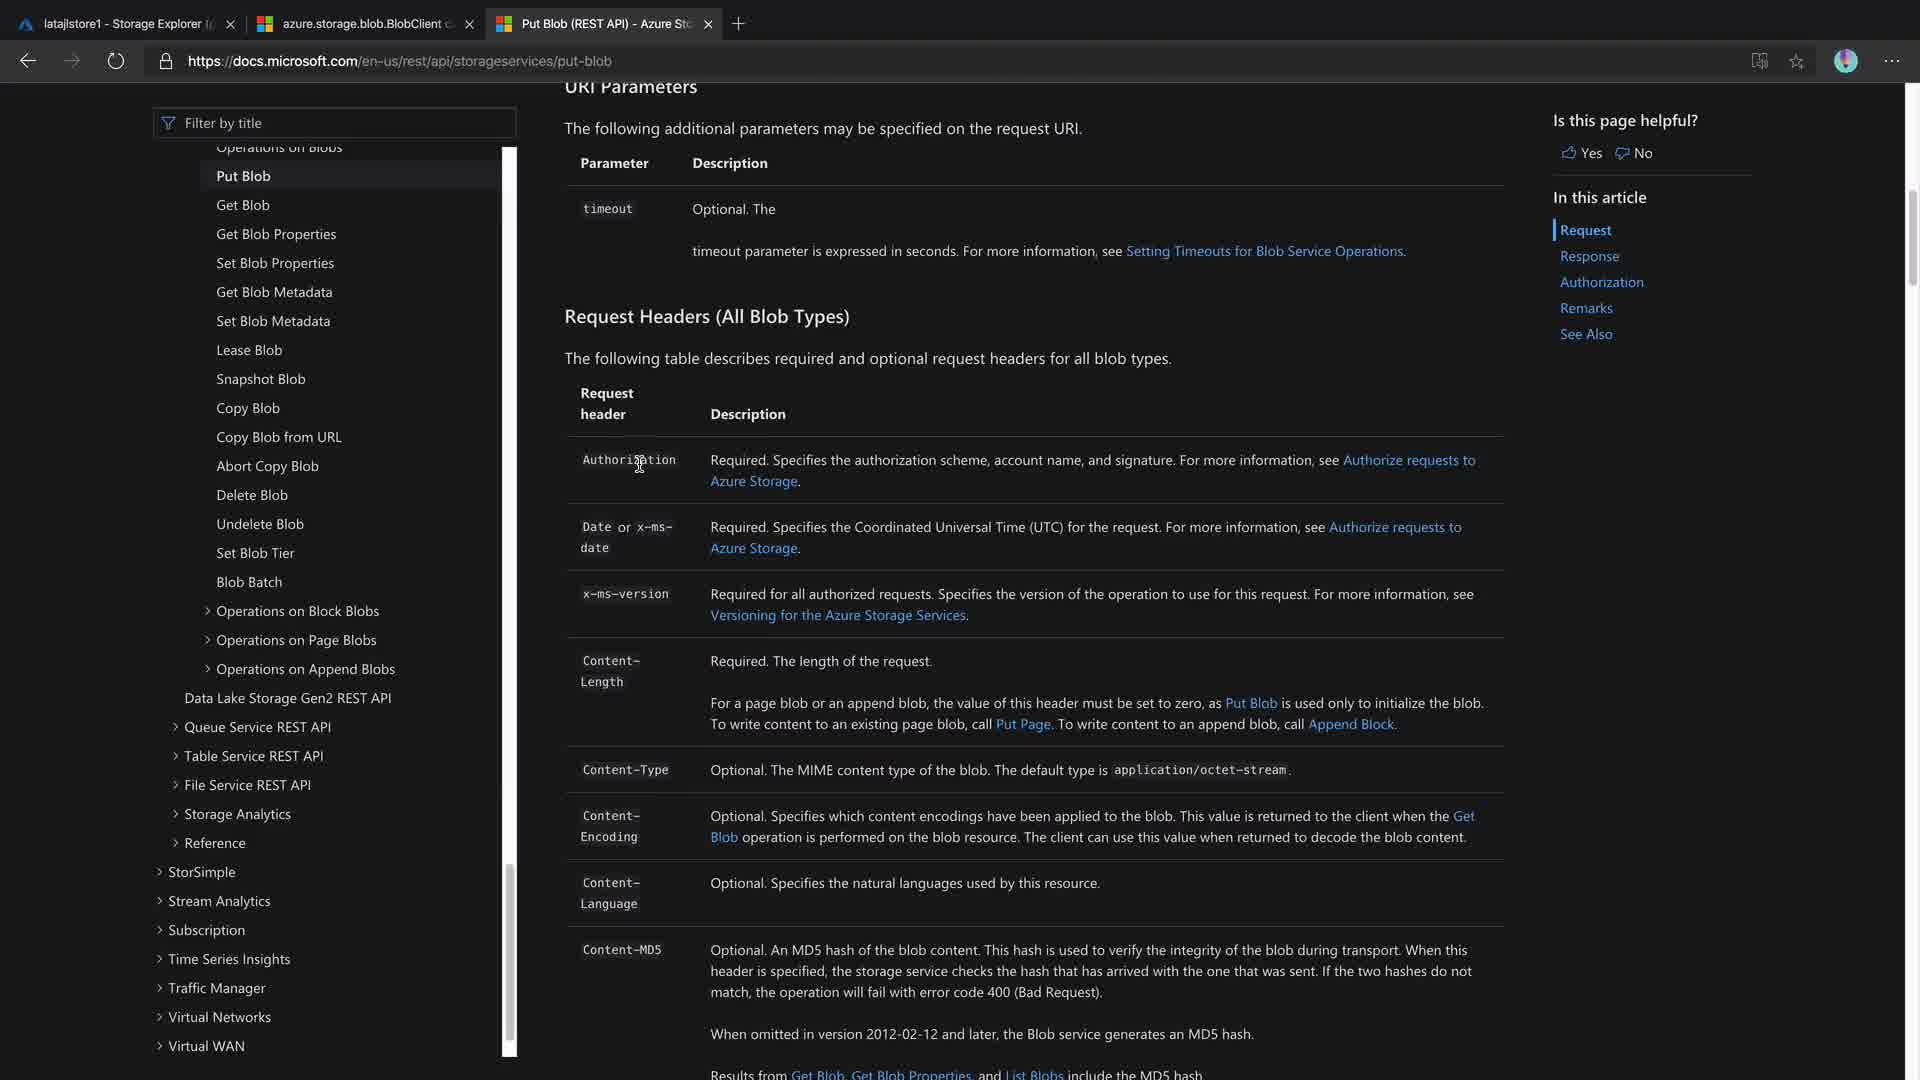 latajlstore1 - Storage Explorer (p
azure.storage.blob.BlobClient c
Put Blob (REST API) - Azure Sto
https://docs.microsoft.com/en-us/rest/api/storageservices/put-blob
Filter by title
Operations on Blobs
Put Blob
Get Blob
Get Blob Properties
Set Blob Properties
Get Blob Metadata
Set Blob Metadata
Lease Blob
Snapshot Blob
Copy Blob
Copy Blob from URL
Abort Copy Blob
Delete Blob
Undelete Blob
Set Blob Tier
Blob Batch
Operations on Block Blobs
Operations on Page Blobs
Operations on Append Blobs
Data Lake Storage Gen2 REST API
Queue Service REST API
Table Service REST API
File Service REST API
Storage Analytics
Reference
StorSimple
Stream Analytics
Subscription
Time Series Insights
Traffic Manager
Virtual Networks
Virtual WAN
URI Parameters
The following additional parameters may be specified on the request URI.
Parameter Description
timeout Optional. The
timeout parameter is expressed in seconds. For more information, see Setting Timeouts for Blob Service Operations.
Request Headers (All Blob Types)
The following table describes required and optional request headers for all blob types.
Request
header Description
Authorization Required. Specifies the authorization scheme, account name, and signature. For more information, see Authorize requests to
Azure Storage.
Date or x-ms- Required. Specifies the Coordinated Universal Time (UTC) for the request. For more information, see Authorize requests to
date Azure Storage.
x-ms-version Required for all authorized requests. Specifies the version of the operation to use for this request. For more information, see
Versioning for the Azure Storage Services.
Content- Required. The length of the request.
Length
For a page blob or an append blob, the value of this header must be set to zero, as Put Blob is used only to initialize the blob.
To write content to an existing page blob, call Put Page. To write content to an append blob, call Append Block.
Content-Type Optional. The MIME content type of the blob. The default type is application/octet-stream.
Content- Optional. Specifies which content encodings have been applied to the blob. This value is returned to the client when the Get
Encoding Blob operation is performed on the blob resource. The client can use this value when returned to decode the blob content.
Content- Optional. Specifies the natural languages used by this resource.
Language
Content-MD5 Optional. An MD5 hash of the blob content. This hash is used to verify the integrity of the blob during transport. When this
header is specified, the storage service checks the hash that has arrived with the one that was sent. If the two hashes do not
match, the operation will fail with error code 400 (Bad Request).
When omitted in version 2012-02-12 and later, the Blob service generates an MD5 hash.
Results from Get Blob, Get Blob Properties, and List Blobs include the MD5 hash.
Is this page helpful?
Yes No
In this article
Request
Response
Authorization
Remarks
See Also